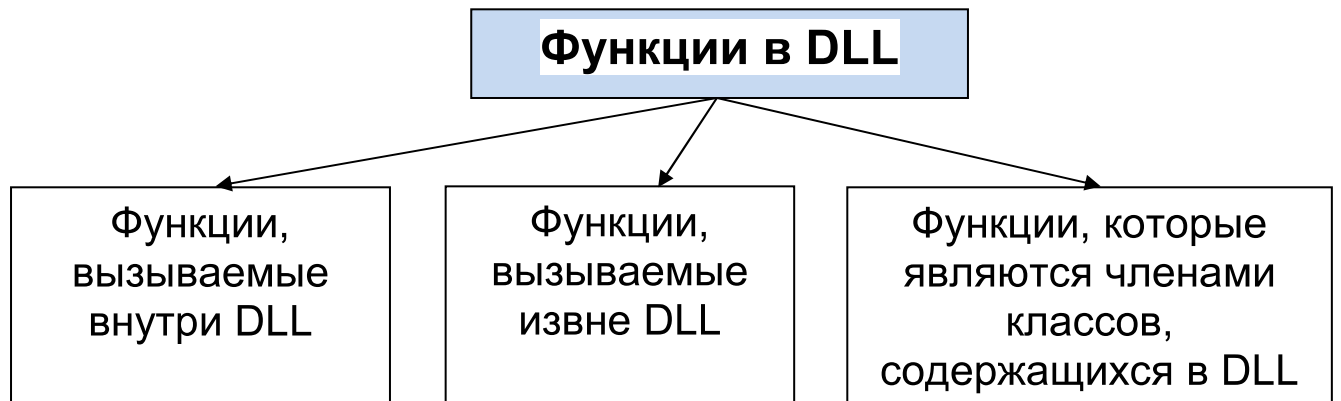 Функции в DLL
Функции,
вызываемые
внутри DLL
Функции,
вызываемые
извне DLL
Функции, которые
являются членами
классов,
содержащихся в DLL